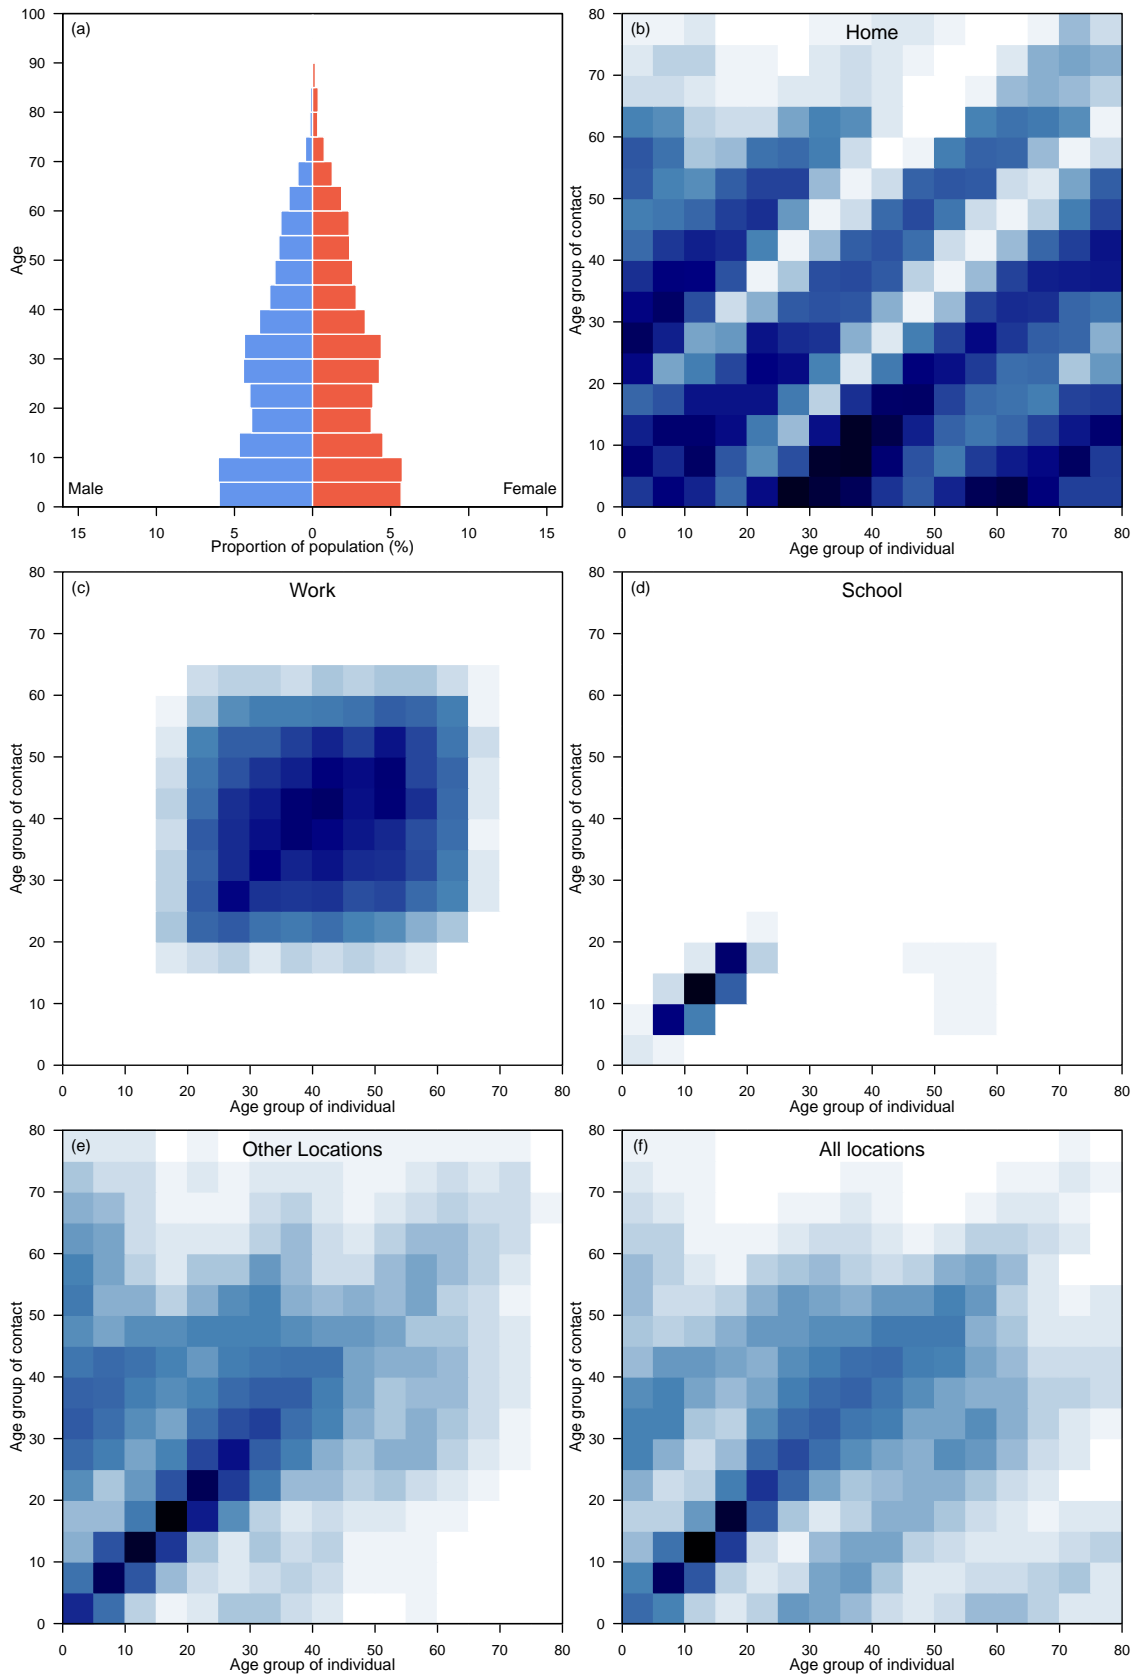 (a)
100
90
80
70
60
50
40
30
20
10
0
Age
Male
Female
15 10 5 0 5 10 15
Proportion of population (%)
(b)
Home
80
70
60
50
40
30
20
10
0
Age group of contact
0 10 20 30 40 50 60 70 80
Age group of individual
(c)
Work
80
70
60
50
40
30
20
10
0
Age group of contact
0 10 20 30 40 50 60 70 80
Age group of individual
(d)
School
80
70
60
50
40
30
20
10
0
Age group of contact
0 10 20 30 40 50 60 70 80
Age group of individual
(e)
Other Locations
80
70
60
50
40
30
20
10
0
Age group of contact
0 10 20 30 40 50 60 70 80
Age group of individual
(f)
All locations
80
70
60
50
40
30
20
10
0
Age group of contact
0 10 20 30 40 50 60 70 80
Age group of individual